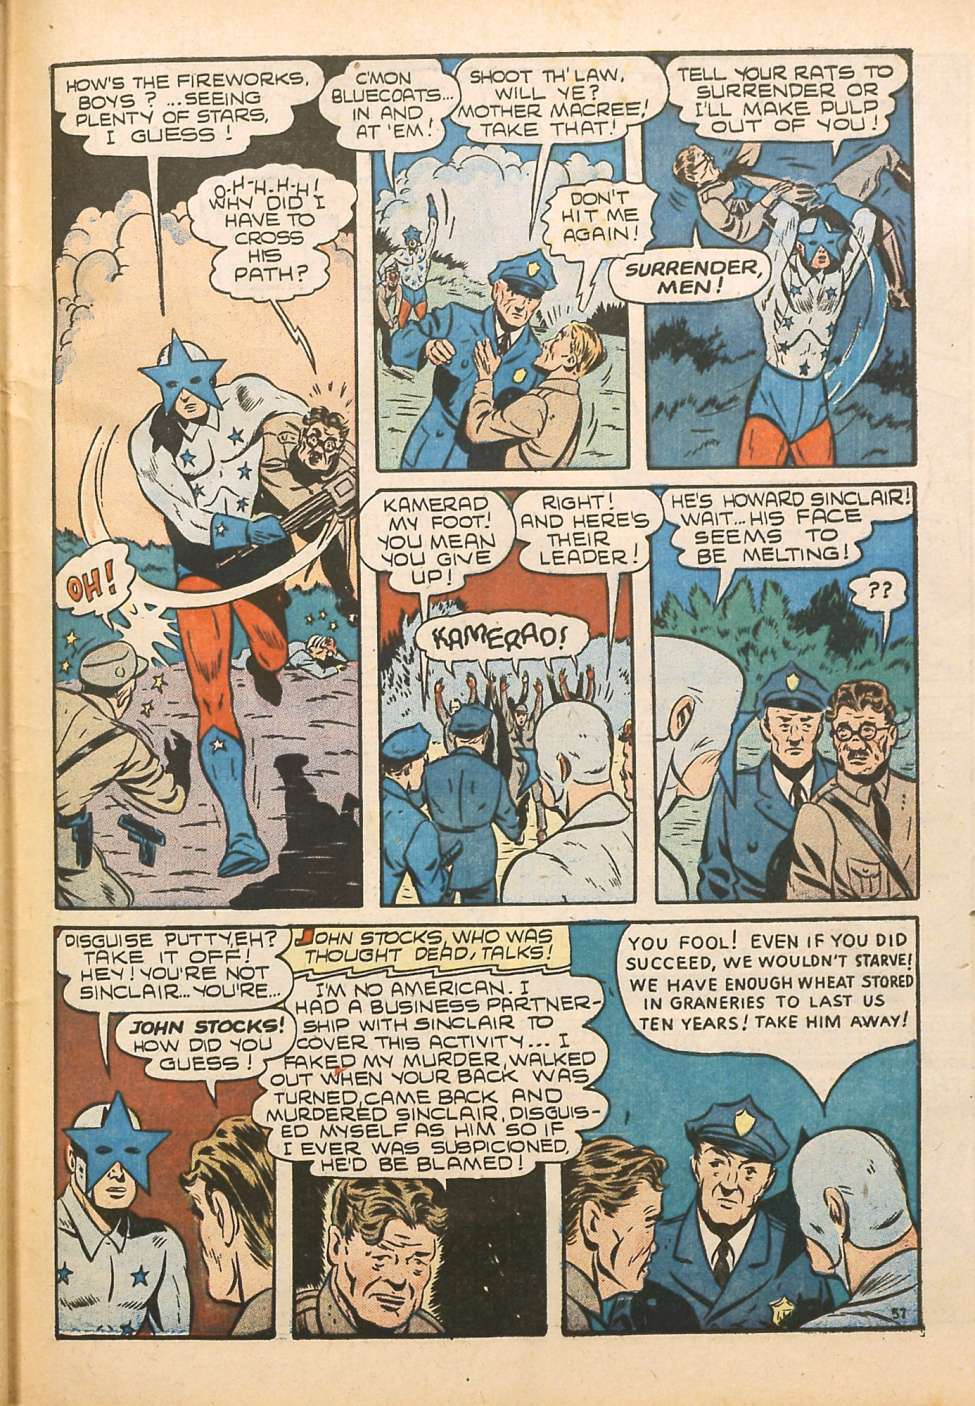 HOW'S THE FIREWORKS,
BOYS? ...SEEING
PLENTY OF STARS,
I GUESS!
O-H-H-H-H!
WHY DID I
HAVE TO
CROSS
HIS
PATH?
OH!
C'MON
BLUECOATS...
IN AND
AT 'EM!
SHOOT TH' LAW,
WILL YE?
MOTHER MACREE!
TAKE THAT!
DON'T
HIT ME
AGAIN!
TELL YOUR RATS TO
SURRENDER OR
I'LL MAKE PULP
OUT OF YOU!
SURRENDER,
MEN!
KAMERAD
MY FOOT!
YOU MEAN
YOU GIVE
UP!
RIGHT!
AND HERE'S
THEIR
LEADER!
KAMERAD!
HE'S HOWARD SINCLAIR!
WAIT... HIS FACE
SEEMS TO
BE MELTING!
??
DISGUISE PUTTY, EH?
TAKE IT OFF!
HEY! YOU'RE NOT
SINCLAIR... YOU'RE...
JOHN STOCKS!
HOW DID YOU
GUESS!
JOHN STOCKS, WHO WAS
THOUGHT DEAD, TALKS!
I'M NO AMERICAN. I
HAD A BUSINESS PARTNER-
SHIP WITH SINCLAIR TO
COVER THIS ACTIVITY... I
FAKED MY MURDER, WALKED
OUT WHEN YOUR BACK WAS
TURNED, CAME BACK AND
MURDERED SINCLAIR, DISGUIS-
ED MYSELF AS HIM SO IF
I EVER WAS SUSPICIONED,
HE'D BE BLAMED!
YOU FOOL! EVEN IF YOU DID
SUCCEED, WE WOULDN'T STARVE!
WE HAVE ENOUGH WHEAT STORED
IN GRANERIES TO LAST US
TEN YEARS! TAKE HIM AWAY!
57